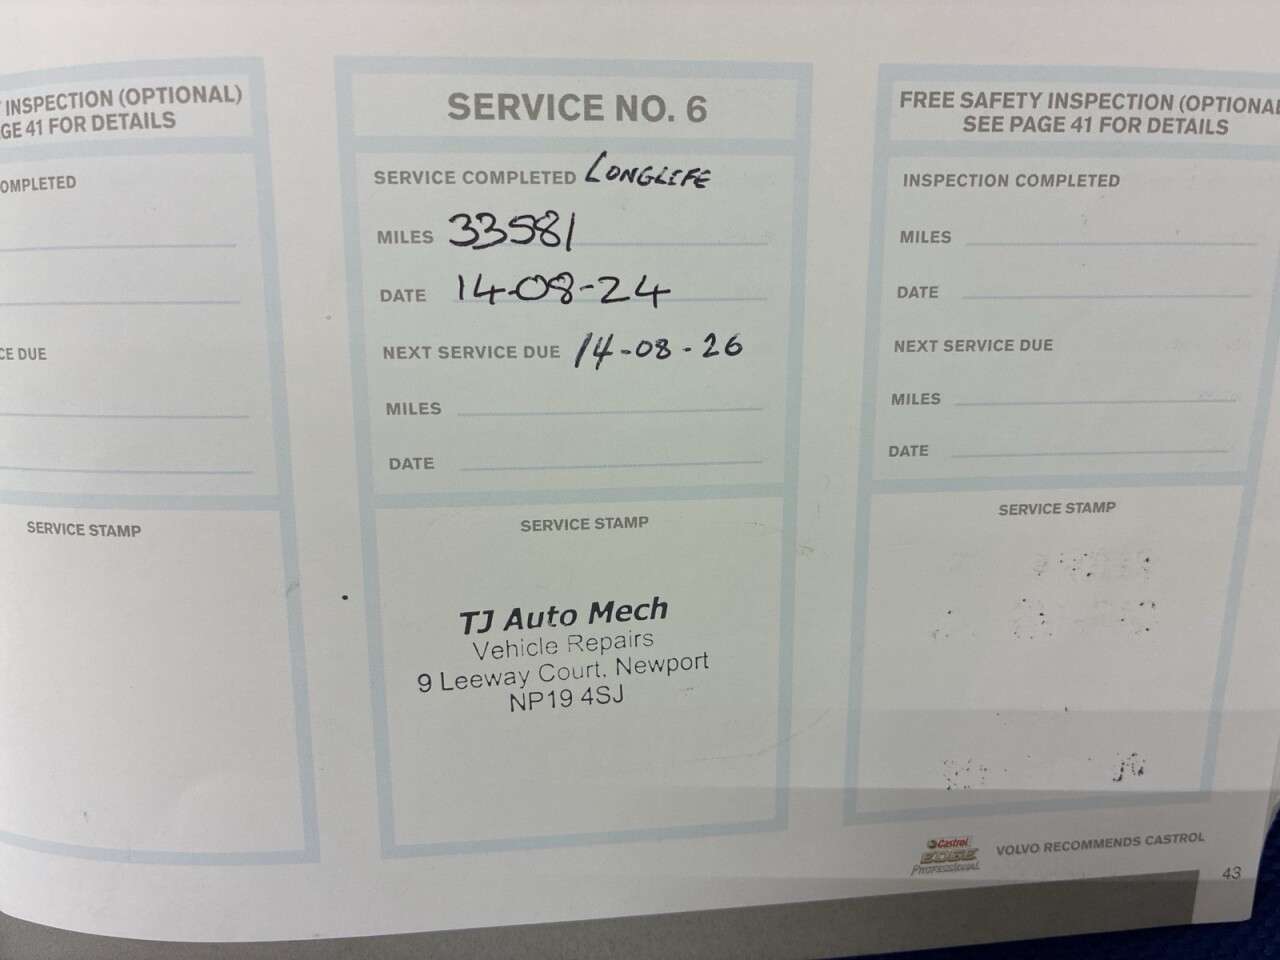 INSPECTION (OPTIONAL)
GE 41 FOR DETAILS
OMPLETED
CE DUE
SERVICE STAMP
SERVICE NO. 6
SERVICE COMPLETED LONGLIFE
MILES 33581
DATE 14-08-24
NEXT SERVICE DUE 14-08-26
MILES
DATE
SERVICE STAMP
TJ Auto Mech
Vehicle Repairs
9 Leeway Court, Newport
NP19 4SJ
FREE SAFETY INSPECTION (OPTIONAL
SEE PAGE 41 FOR DETAILS
INSPECTION COMPLETED
MILES
DATE
NEXT SERVICE DUE
MILES
DATE
SERVICE STAMP
Castrol
EDGE
PROFESSIONAL
VOLVO RECOMMENDS CASTROL
43